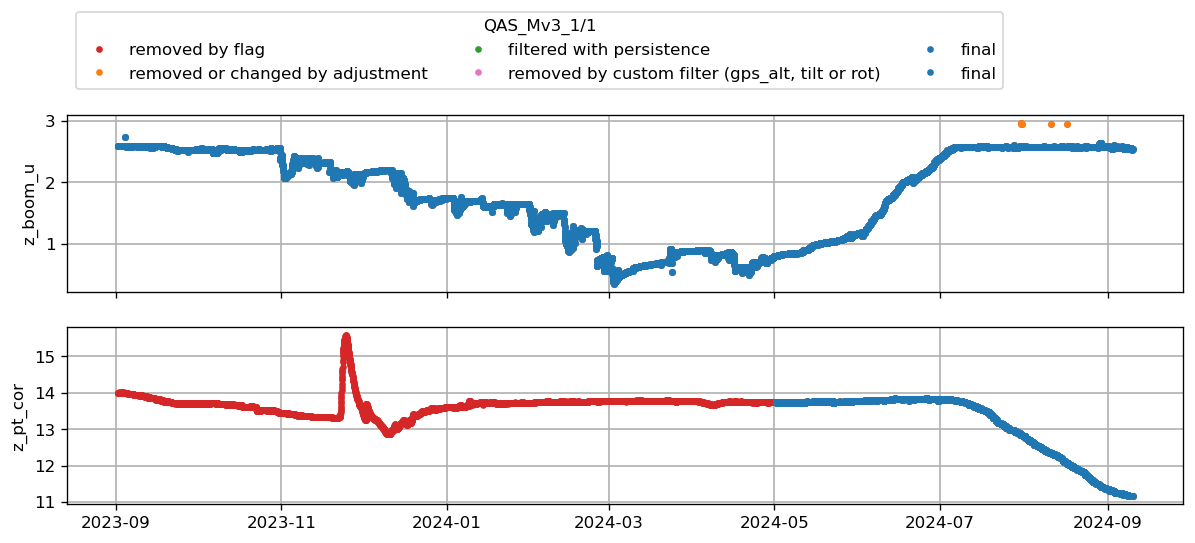 QAS_Mv3_1/1
removed by flag
removed or changed by adjustment
filtered with persistence
removed by custom filter (gps_alt, tilt or rot)
final
final
3
2
1
z_boom_u
15
14
13
12
11
z_pt_cor
2023-09 2023-11 2024-01 2024-03 2024-05 2024-07 2024-09